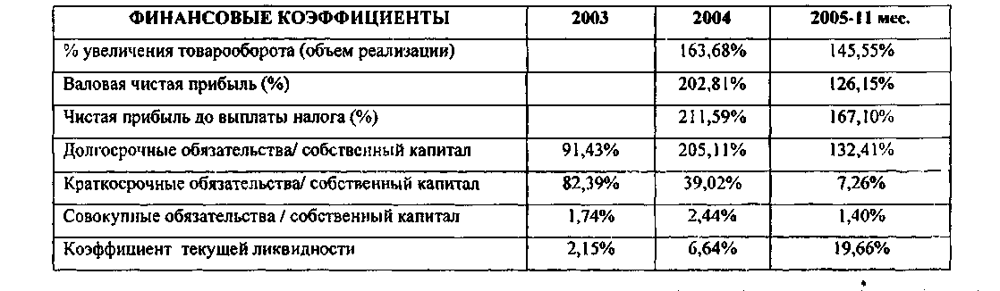 ФИНАНСОВЫЕ КОЭФФИЦИЕНТЫ 2003 2004 2005-11 мес.
% увеличения товарооборота (объем реализации) 163,68% 145,55%
Валовая чистая прибыль (%) 202,81% 126,15%
Чистая прибыль до выплаты налога (%) 211,59% 167,10%
Долгосрочные обязательства/ собственный капитал 91,43% 205,11% 132,41%
Краткосрочные обязательства/ собственный капитал 82,39% 39,02% 7,26%
Совокупные обязательства / собственный капитал 1,74% 2,44% 1,40%
Коэффициент текущей ликвидности 2,15% 6,64% 19,66%